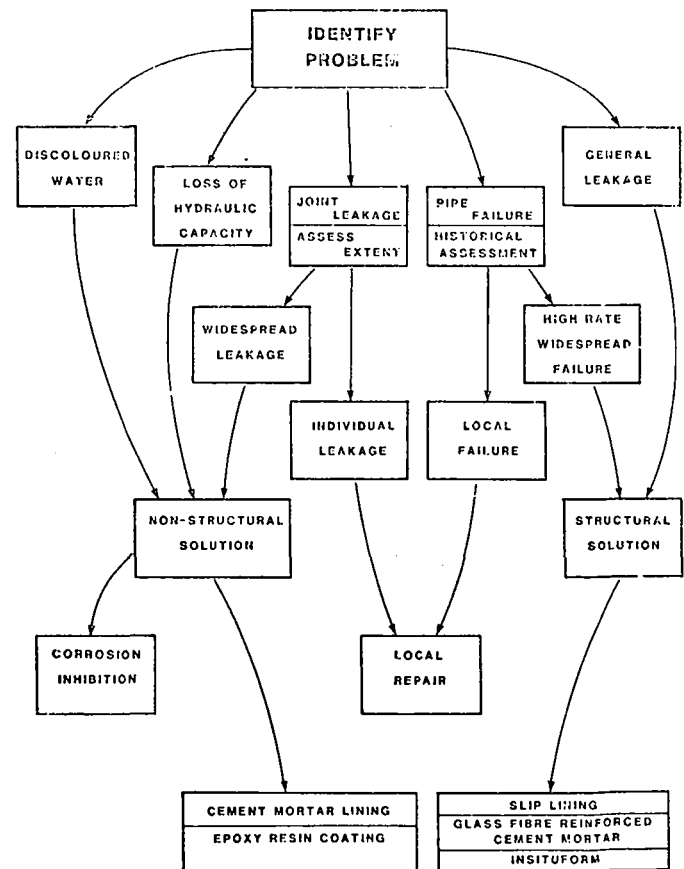 IDENTIFY
PROBLEM
DISCOLOURED
WATER
LOSS OF
HYDRAULIC
CAPACITY
JOINT
LEAKAGE
ASSESS
EXTENT
PIPE
FAILURE
HISTORICAL
ASSESSMENT
GENERAL
LEAKAGE
WIDESPREAD
LEAKAGE
HIGH RATE
WIDESPREAD
FAILURE
INDIVIDUAL
LEAKAGE
LOCAL
FAILURE
NON-STRUCTURAL
SOLUTION
STRUCTURAL
SOLUTION
CORROSION
INHIBITION
LOCAL
REPAIR
CEMENT MORTAR LINING
EPOXY RESIN COATING
SLIP LINING
GLASS FIBRE REINFORCED
CEMENT MORTAR
INSITUFORM